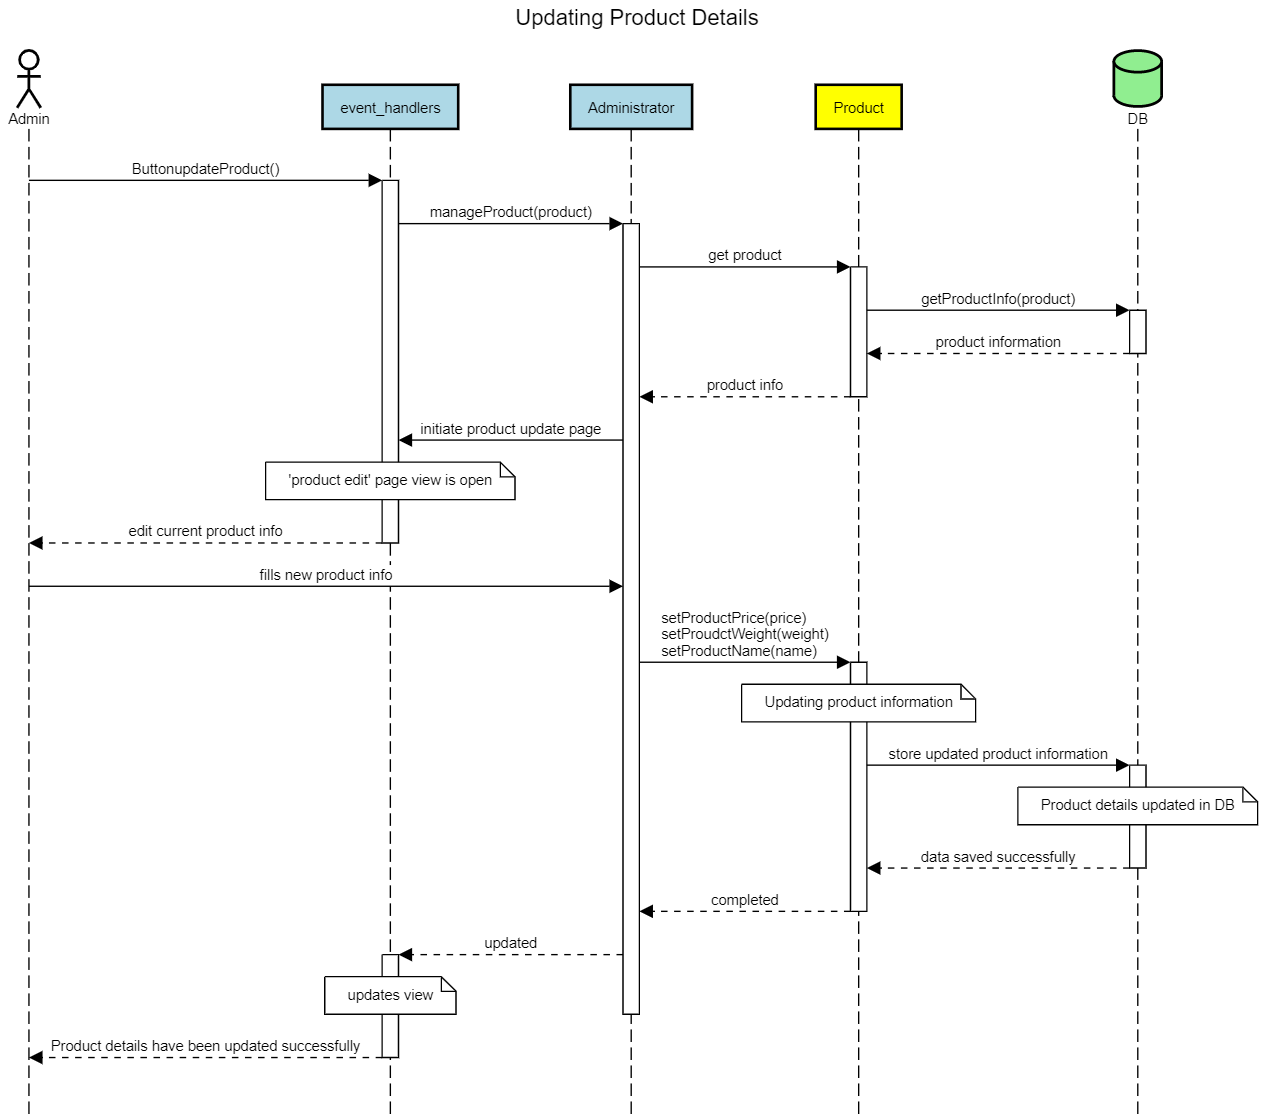 Updating Product Details
Admin
event_handlers
Administrator
Product
DB
ButtonupdateProduct()
manageProduct(product)
get product
getProductInfo(product)
product information
product info
initiate product update page
'product edit' page view is open
edit current product info
fills new product info
setProductPrice(price)
setProudctWeight(weight)
setProductName(name)
Updating product information
store updated product information
Product details updated in DB
data saved successfully
completed
updated
updates view
Product details have been updated successfully